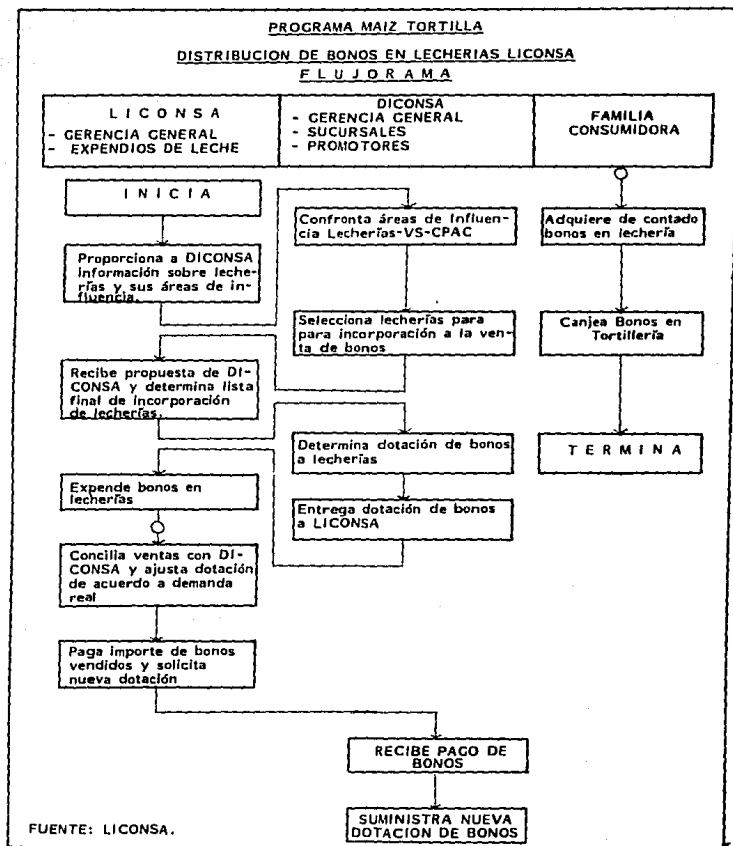 PROGRAMA MAIZ TORTILLA
DISTRIBUCION DE BONOS EN LECHERIAS LICONSA
F L U J O R A M A
L I C O N S A
- GERENCIA GENERAL
- EXPENDIOS DE LECHE
DICONSA
- GERENCIA GENERAL
- SUCURSALES
- PROMOTORES
FAMILIA
CONSUMIDORA
I N I C I A
Proporciona a DICONSA
información sobre leche-
rías y sus áreas de in-
fluencia.
Confronta áreas de Influen-
cia Lecherías-VS-CPAC
Selecciona lecherías para
para incorporación a la ven-
ta de bonos
Recibe propuesta de DI-
CONSA y determina lista
final de incorporación
de lecherías.
Determina dotación de bonos
a lecherías
Entrega dotación de bonos
a LICONSA
Expende bonos en
lecherías
Concilia ventas con DI-
CONSA y ajusta dotación
de acuerdo a demanda
real
Paga importe de bonos
vendidos y solicita
nueva dotación
RECIBE PAGO DE
BONOS
SUMINISTRA NUEVA
DOTACION DE BONOS
Adquiere de contado
bonos en lechería
Canjea Bonos en
Tortillería
T E R M I N A
FUENTE: LICONSA.